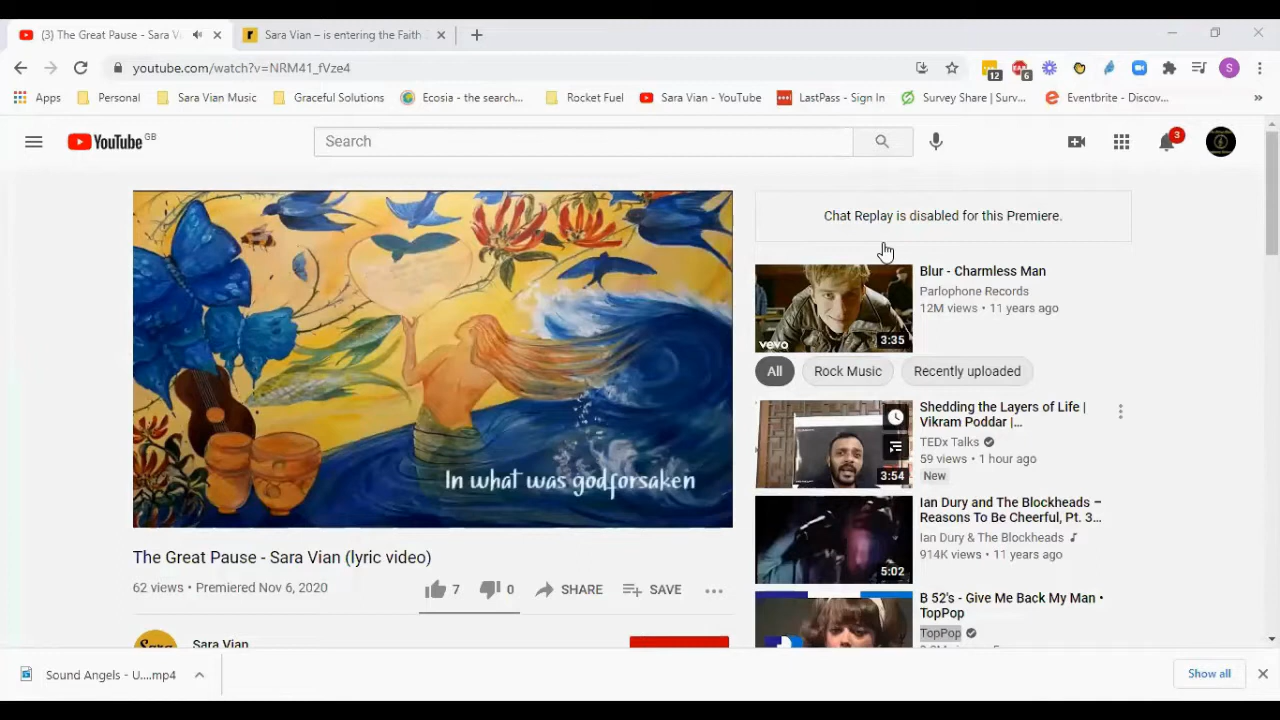 (3) The Great Pause - Sara V
Sara Vian – is entering the Faith
youtube.com/watch?v=NRM41_fVze4
12
6
S
Apps
Personal
Sara Vian Music
Graceful Solutions
Ecosia - the search...
Rocket Fuel
Sara Vian - YouTube
LastPass - Sign In
Survey Share | Surv...
Eventbrite - Discov...
»
YouTube GB
Search
3
In what was godforsaken
Chat Replay is disabled for this Premiere.
Blur - Charmless Man
Parlophone Records
12M views • 11 years ago
vevo
3:35
All
Rock Music
Recently uploaded
Shedding the Layers of Life |
Vikram Poddar |...
TEDx Talks
59 views • 1 hour ago
New
3:54
Ian Dury and The Blockheads –
Reasons To Be Cheerful, Pt. 3...
Ian Dury & The Blockheads
914K views • 11 years ago
5:02
B 52's - Give Me Back My Man •
TopPop
TopPop
The Great Pause - Sara Vian (lyric video)
62 views • Premiered Nov 6, 2020
7
0
SHARE
SAVE
Sara Vian
Sound Angels - U....mp4
Show all